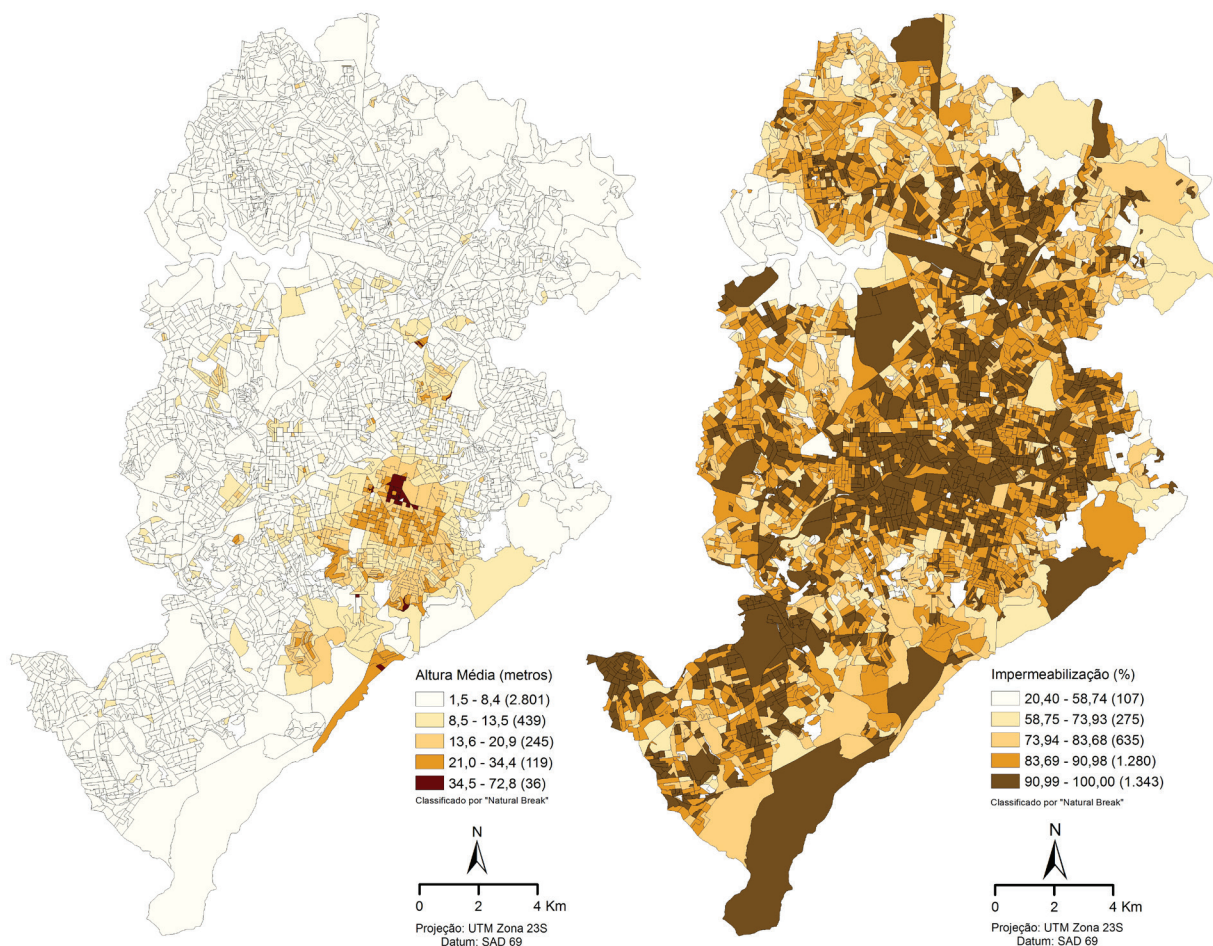 Altura Média (metros)
1,5 - 8,4 (2.801)
8,5 - 13,5 (439)
13,6 - 20,9 (245)
21,0 - 34,4 (119)
34,5 - 72,8 (36)
Classificado por "Natural Break"
N
0 2 4 Km
Projeção: UTM Zona 23S
Datum: SAD 69
Impermeabilização (%)
20,40 - 58,74 (107)
58,75 - 73,93 (275)
73,94 - 83,68 (635)
83,69 - 90,98 (1.280)
90,99 - 100,00 (1.343)
Classificado por "Natural Break"
N
0 2 4 Km
Projeção: UTM Zona 23S
Datum: SAD 69